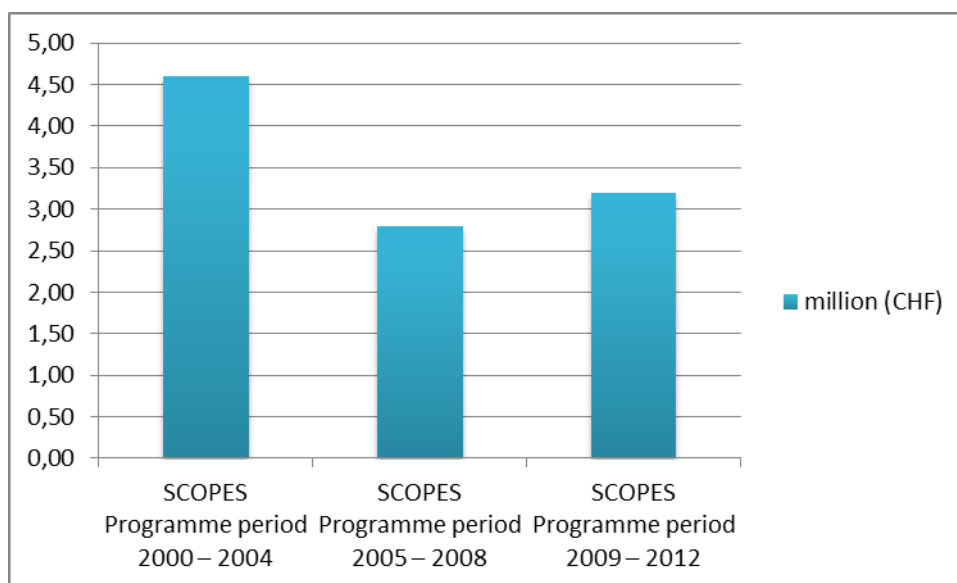 5,00
4,50
4,00
3,50
3,00
2,50
2,00
1,50
1,00
0,50
0,00
SCOPES
Programme period
2000 – 2004
SCOPES
Programme period
2005 – 2008
SCOPES
Programme period
2009 – 2012
million (CHF)